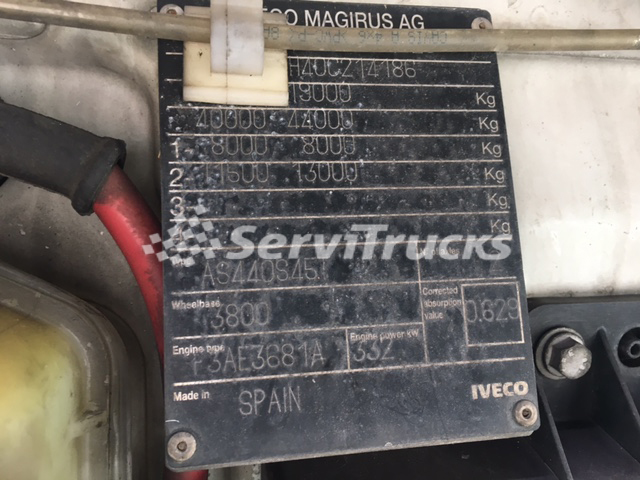 ECO MAGIRUS AG
H40CZ14186
19000 Kg
40000 44000 Kg
1 8000 8000 Kg
2 11500 13000 Kg
3 Kg
Kg
ServiTrucks
AS440S45
Wheelbase 3800
Corrected absorption value 0.629
Engine type F3AE3681A
Engine power kW 332
Made in SPAIN
IVECO